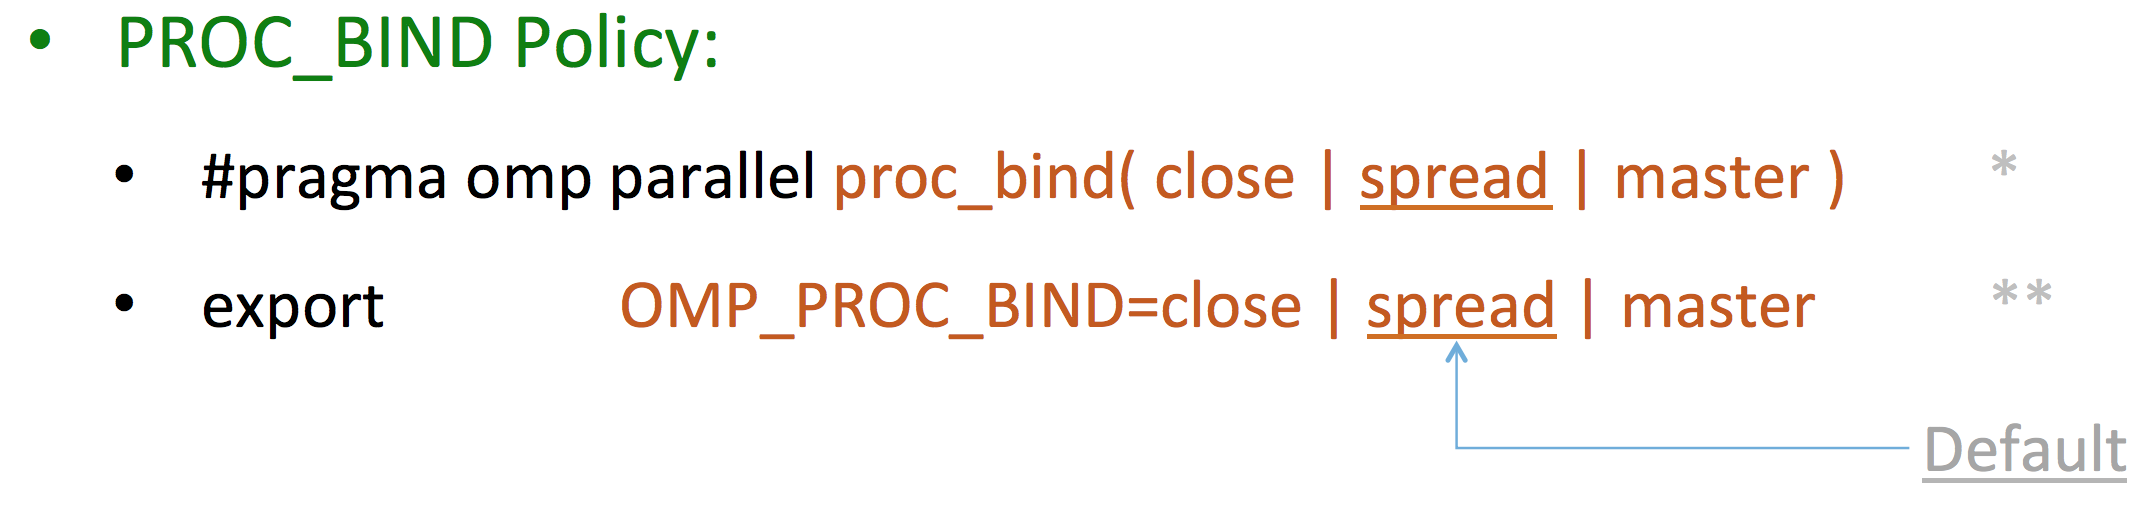 • PROC_BIND Policy:
• #pragma omp parallel proc_bind( close | spread | master ) *
• export OMP_PROC_BIND=close | spread | master **
Default